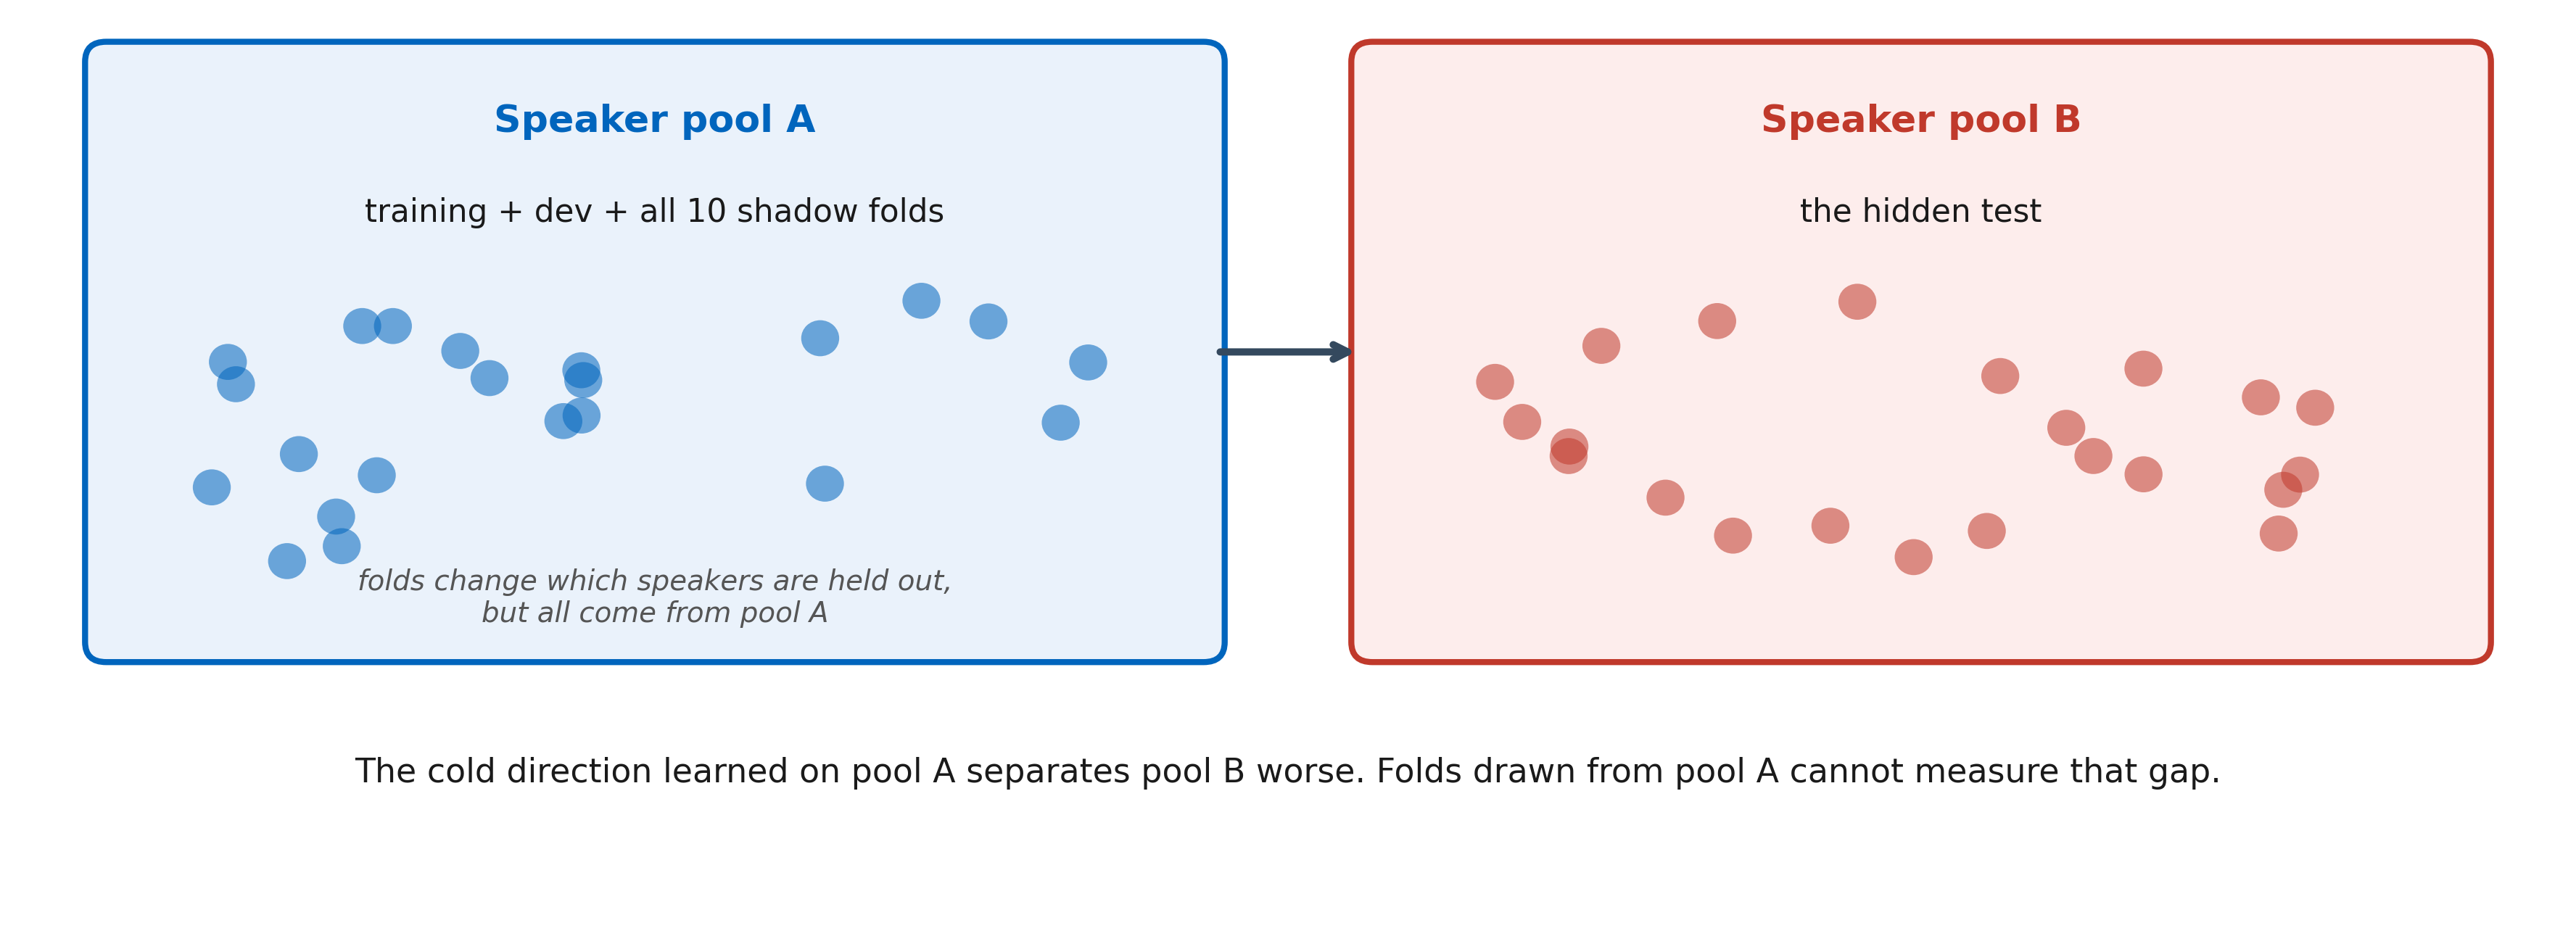 Speaker pool A
training + dev + all 10 shadow folds
folds change which speakers are held out,
but all come from pool A
Speaker pool B
the hidden test
The cold direction learned on pool A separates pool B worse. Folds drawn from pool A cannot measure that gap.